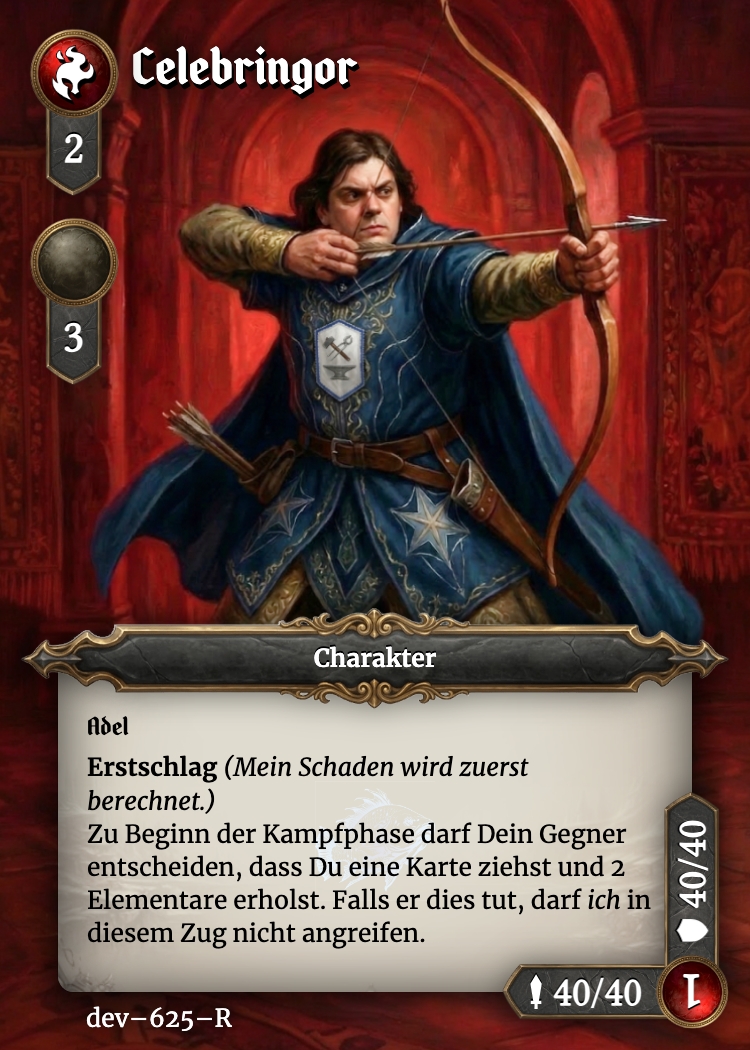 Celebringor
2
3
Charakter
Adel
Erstschlag (Mein Schaden wird zuerst
berechnet.)
Zu Beginn der Kampfphase darf Dein Gegner
entscheiden, dass Du eine Karte ziehst und 2
Elementare erholst. Falls er dies tut, darf ich in
diesem Zug nicht angreifen.
40/40
40/40
1
dev–625–R